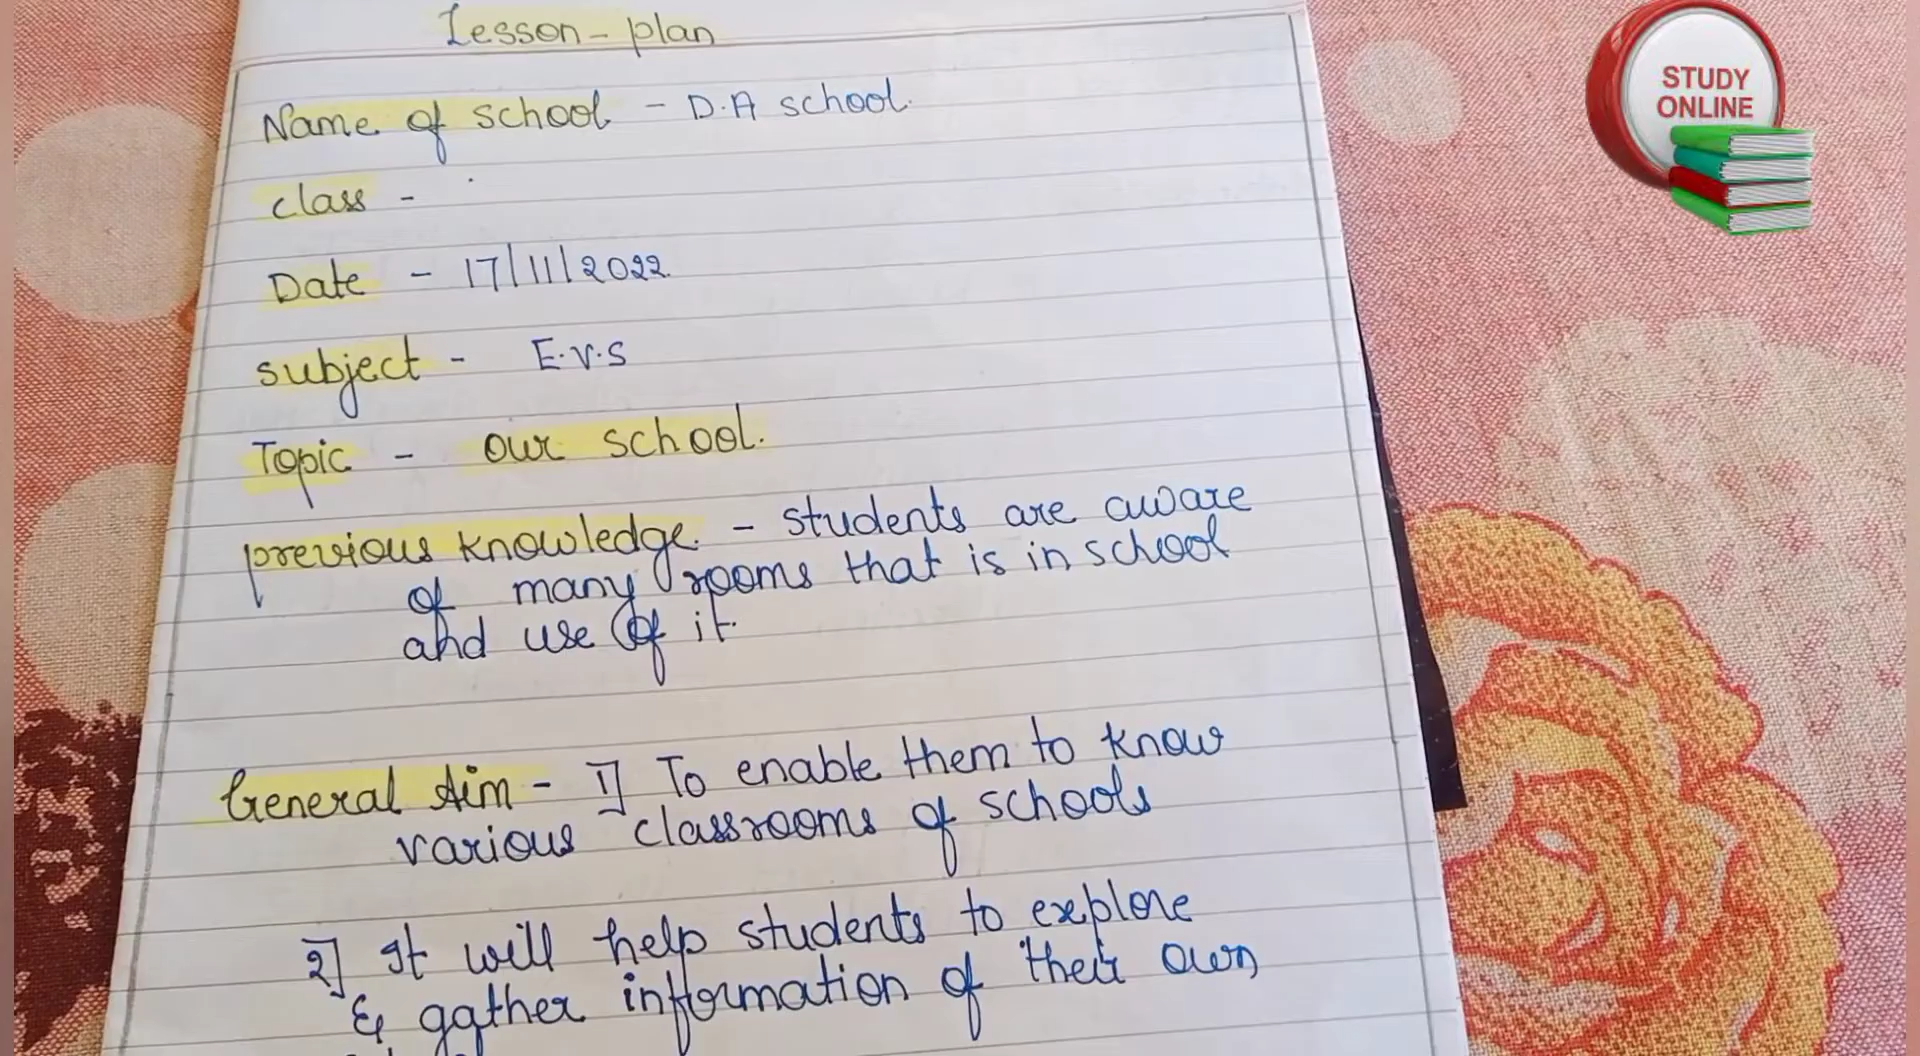 Lesson - plan
Name of school - D.A school.
class -
Date - 17/11/2022.
subject - E.V.S
Topic - our school.
previous knowledge. - students are aware
of many rooms that is in school
and use of it.
General Aim - 1] To enable them to know
various classrooms of schools
2] It will help students to explore
& gather information of their own
STUDY
ONLINE